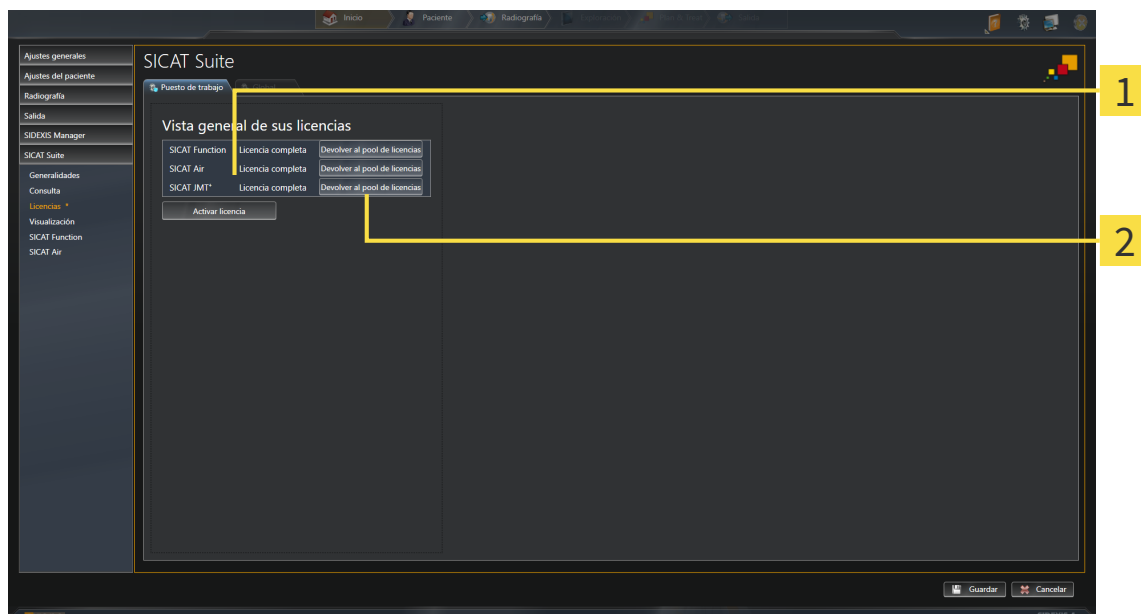 Inicio
Paciente
Radiografía
Exploración
Salida
Ajustes generales
Ajustes del paciente
Radiografía
Salida
SIDEXIS Manager
SICAT Suite
Generalidades
Consulta
Licencias *
Visualización
SICAT Function
SICAT Air
SICAT Suite
Puesto de trabajo
Vista general de sus licencias
SICAT Function Licencia completa Devolver al pool de licencias
SICAT Air Licencia completa Devolver al pool de licencias
SICAT JMT* Licencia completa Devolver al pool de licencias
Activar licencia
1
2
Guardar
Cancelar